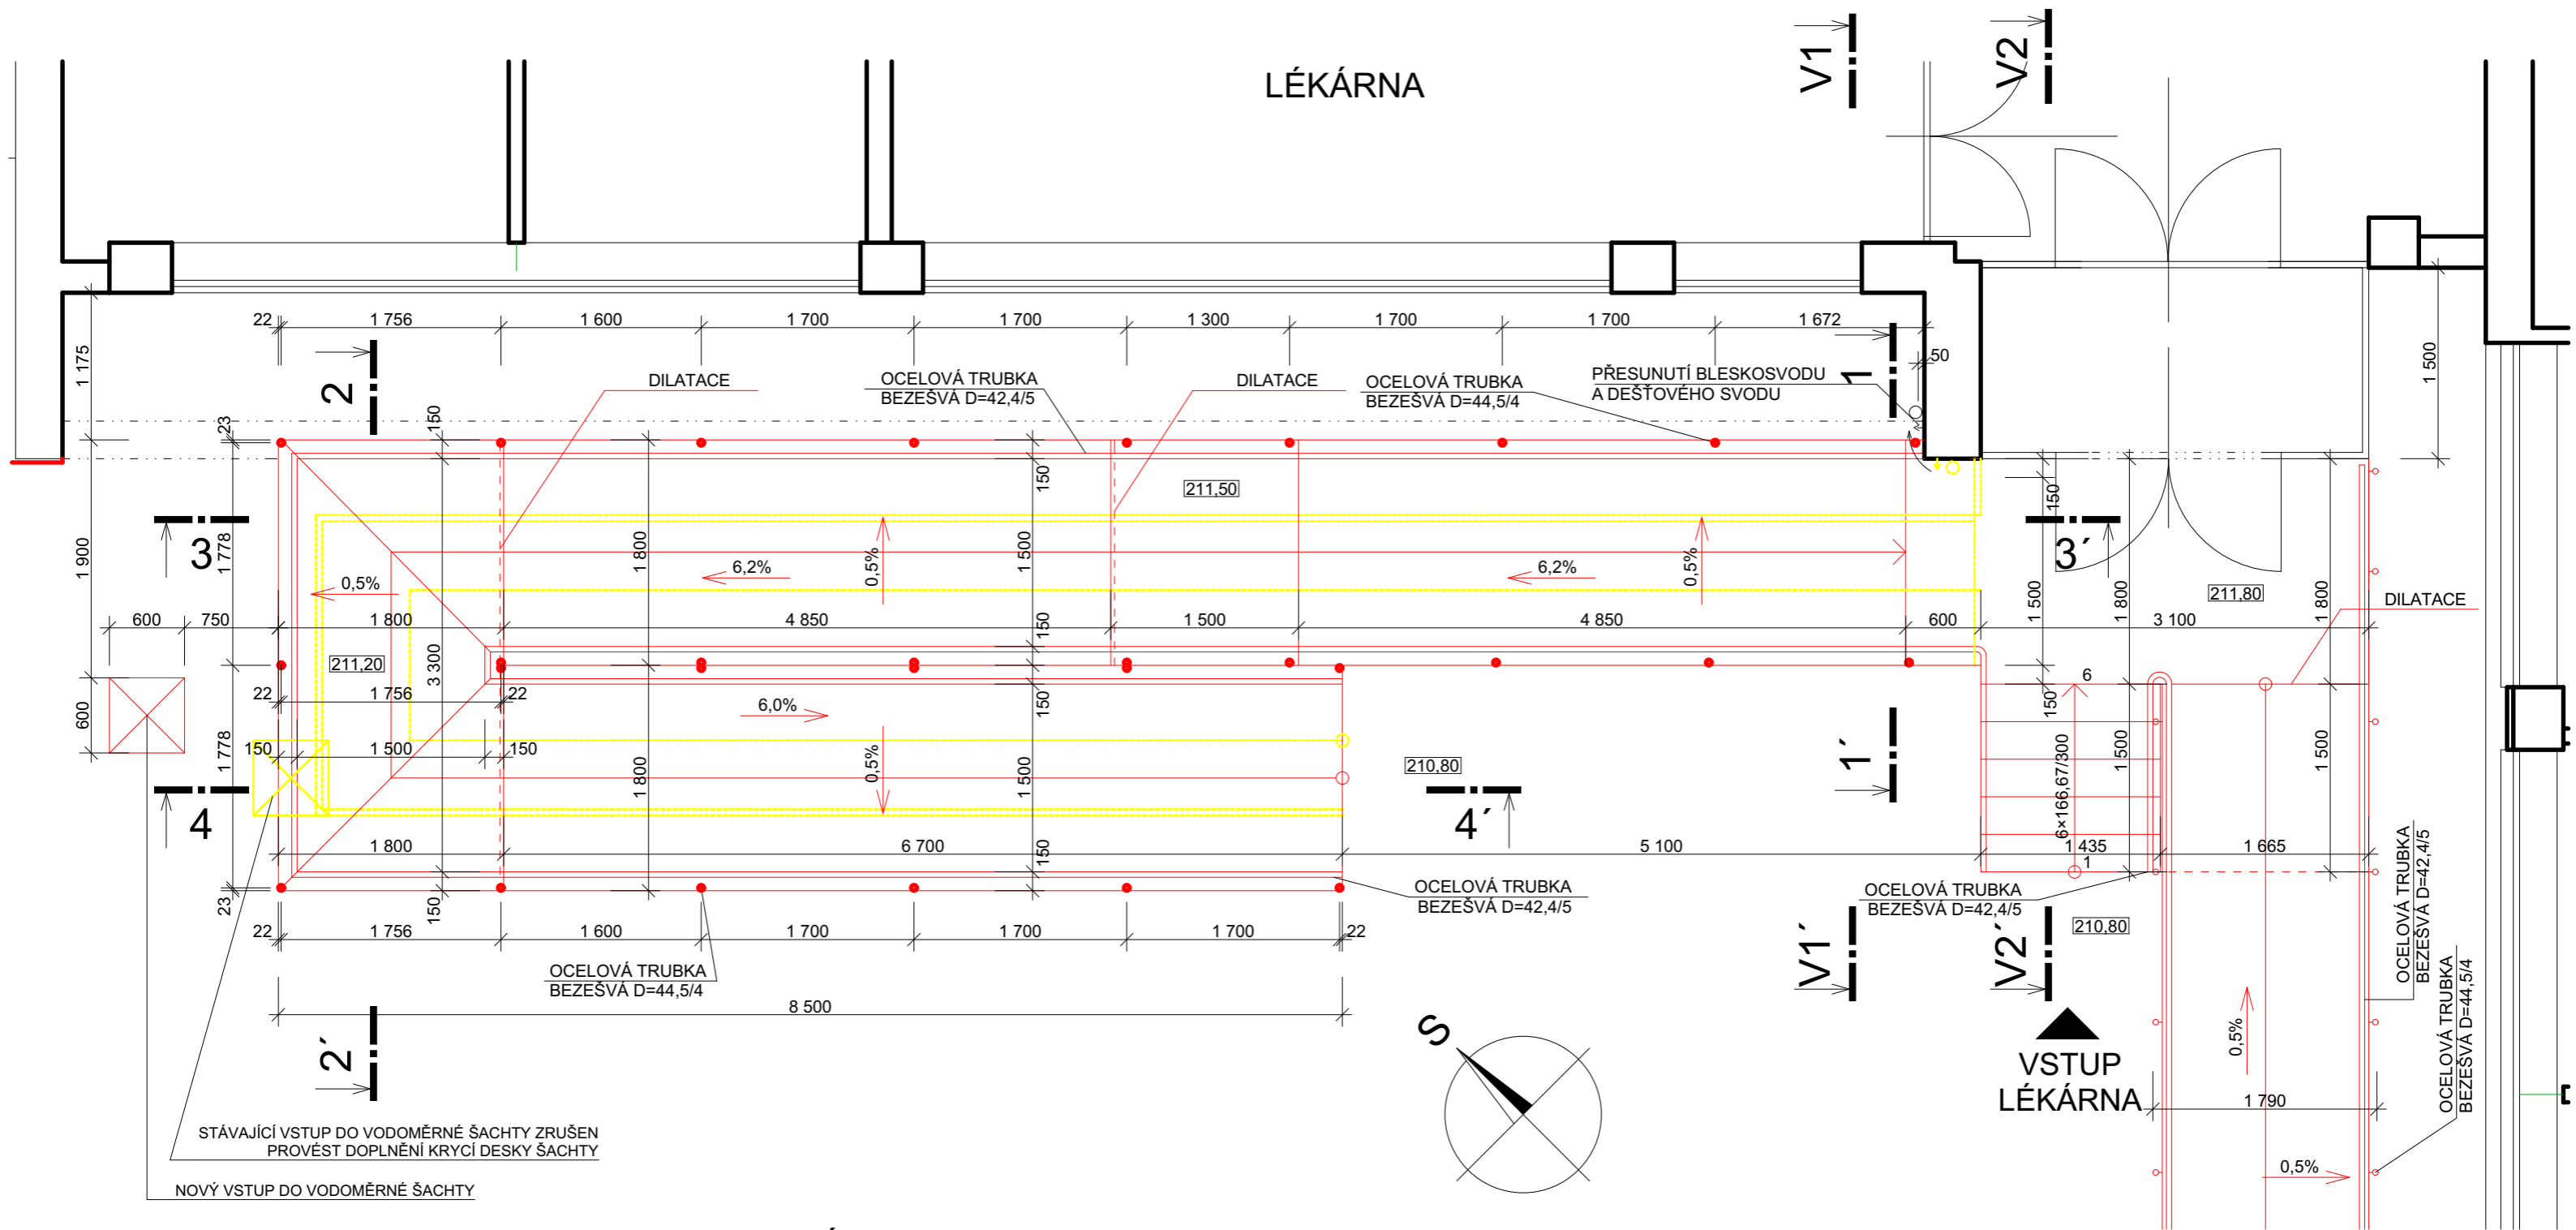 LÉKÁRNA
V1
V2
22
1 756
1 600
1 700
1 700
1 300
1 700
1 700
1 672
50
1 175
1 500
2
DILATACE
OCELOVÁ TRUBKA
BEZEŠVÁ D=42,4/5
DILATACE
OCELOVÁ TRUBKA
BEZEŠVÁ D=44,5/4
PŘESUNUTÍ BLESKOSVODU
A DEŠŤOVÉHO SVODU
1
23
150
150
211,50
150
3
1 778
1 900
1 800
1 500
0,5%
6,2%
0,5%
6,2%
0,5%
3´
1 500
1 800
211,80
1 800
DILATACE
600
750
1 800
4 850
150
1 500
4 850
600
3 100
211,20
3 300
22
1 756
22
150
6,0%
600
150
1 500
150
1 778
1 800
0,5%
1 500
210,80
1´
150
6
1 500
6×166,67/300
1 500
4
4´
1 800
6 700
150
5 100
1 435
1
1 665
23
150
OCELOVÁ TRUBKA
BEZEŠVÁ D=42,4/5
OCELOVÁ TRUBKA
BEZEŠVÁ D=42,4/5
OCELOVÁ TRUBKA
BEZEŠVÁ D=42,4/5
210,80
22
1 756
1 600
1 700
1 700
1 700
22
OCELOVÁ TRUBKA
BEZEŠVÁ D=44,5/4
V1´
V2´
OCELOVÁ TRUBKA
BEZEŠVÁ D=44,5/4
8 500
2´
S
0,5%
VSTUP
LÉKÁRNA
1 790
0,5%
STÁVAJÍCÍ VSTUP DO VODOMĚRNÉ ŠACHTY ZRUŠEN
PROVÉST DOPLNĚNÍ KRYCÍ DESKY ŠACHTY
NOVÝ VSTUP DO VODOMĚRNÉ ŠACHTY